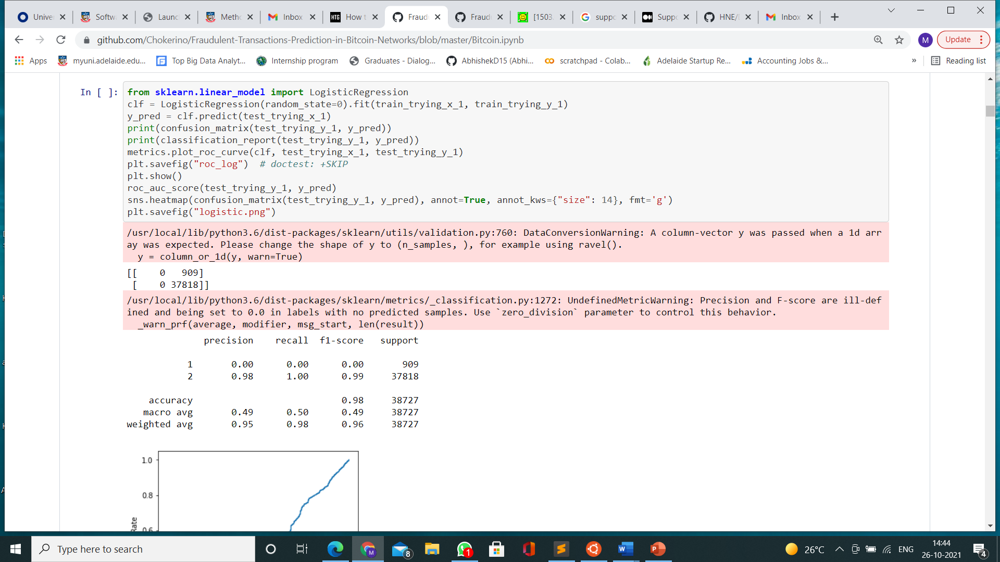 Unive
Softw
Launc
Metho
Inbox
HTG How t
Fraud
Fraud
[1503.
suppo
Suppo
HNE/
Inbox
github.com/Chokerino/Fraudulent-Transactions-Prediction-in-Bitcoin-Networks/blob/master/Bitcoin.ipynb
M
Update
Apps
myuni.adelaide.edu...
Top Big Data Analyt...
Internship program
Graduates - Dialog...
AbhishekD15 (Abhi...
scratchpad - Colab...
Adelaide Startup Re...
Accounting Jobs &...
»
Reading list
In [ ]:
from sklearn.linear_model import LogisticRegression
clf = LogisticRegression(random_state=0).fit(train_trying_x_1, train_trying_y_1)
y_pred = clf.predict(test_trying_x_1)
print(confusion_matrix(test_trying_y_1, y_pred))
print(classification_report(test_trying_y_1, y_pred))
metrics.plot_roc_curve(clf, test_trying_x_1, test_trying_y_1)
plt.savefig("roc_log")  # doctest: +SKIP
plt.show()
roc_auc_score(test_trying_y_1, y_pred)
sns.heatmap(confusion_matrix(test_trying_y_1, y_pred), annot=True, annot_kws={"size": 14}, fmt='g')
plt.savefig("logistic.png")
/usr/local/lib/python3.6/dist-packages/sklearn/utils/validation.py:760: DataConversionWarning: A column-vector y was passed when a 1d arr
ay was expected. Please change the shape of y to (n_samples, ), for example using ravel().
y = column_or_1d(y, warn=True)
[[    0   909]
[    0 37818]]
/usr/local/lib/python3.6/dist-packages/sklearn/metrics/_classification.py:1272: UndefinedMetricWarning: Precision and F-score are ill-def
ined and being set to 0.0 in labels with no predicted samples. Use `zero_division` parameter to control this behavior.
_warn_prf(average, modifier, msg_start, len(result))
precision recall f1-score support
1 0.00 0.00 0.00 909
2 0.98 1.00 0.99 37818
accuracy 0.98 38727
macro avg 0.49 0.50 0.49 38727
weighted avg 0.95 0.98 0.96 38727
1.0
0.8
0.6
Rate
Type here to search
M
8
1
W
P
26°C
ENG
14:44
26-10-2021
4